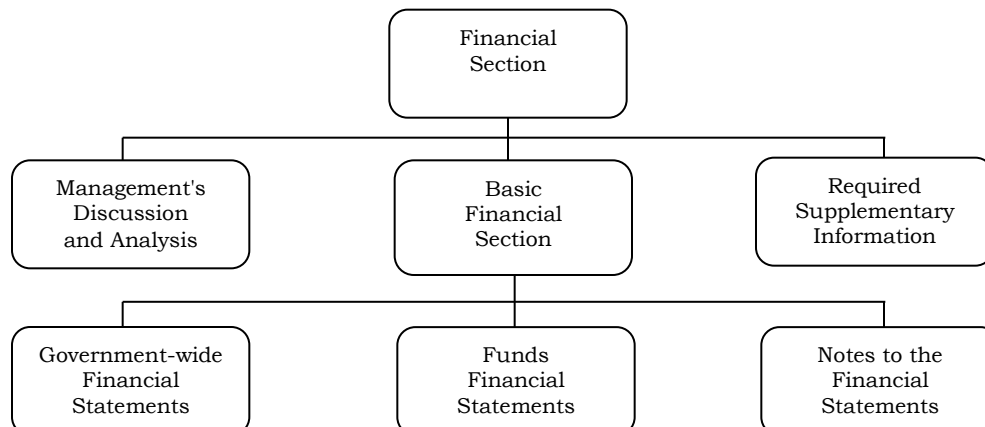 Financial
Section
Management's
Discussion
and Analysis
Basic
Financial
Section
Required
Supplementary
Information
Government-wide
Financial
Statements
Funds
Financial
Statements
Notes to the
Financial
Statements